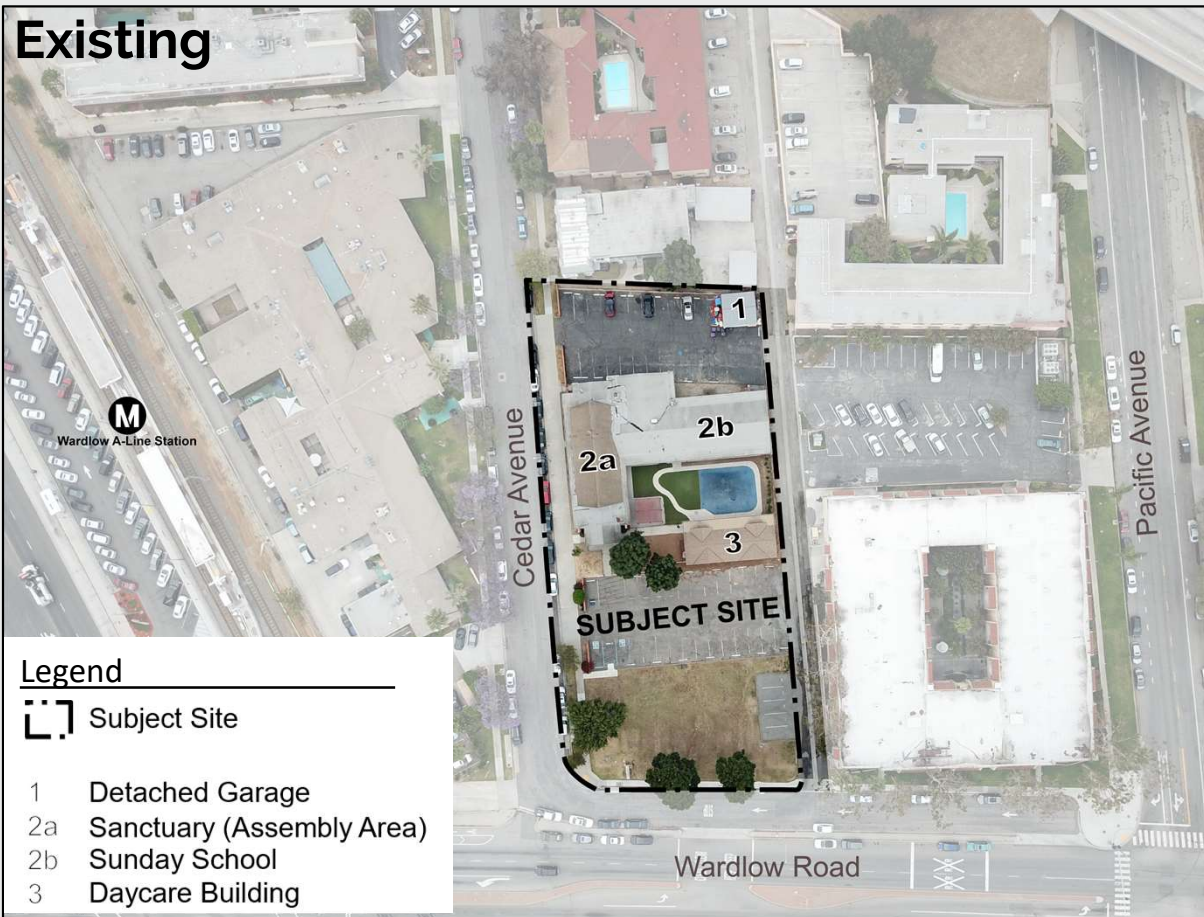 Existing
1
M
Wardlow A-Line Station
Cedar Avenue
2b
2a
3
Pacific Avenue
SUBJECT SITE
Legend
Subject Site
1 Detached Garage
2a Sanctuary (Assembly Area)
2b Sunday School
3 Daycare Building
Wardlow Road